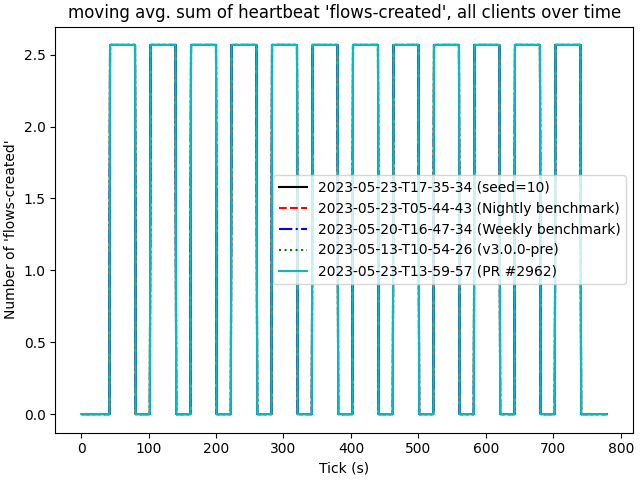 moving avg. sum of heartbeat 'flows-created', all clients over time
Number of 'flows-created'
2.5
2.0
1.5
1.0
0.5
0.0
2023-05-23-T17-35-34 (seed=10)
2023-05-23-T05-44-43 (Nightly benchmark)
2023-05-20-T16-47-34 (Weekly benchmark)
2023-05-13-T10-54-26 (v3.0.0-pre)
2023-05-23-T13-59-57 (PR #2962)
0 100 200 300 400 500 600 700 800
Tick (s)